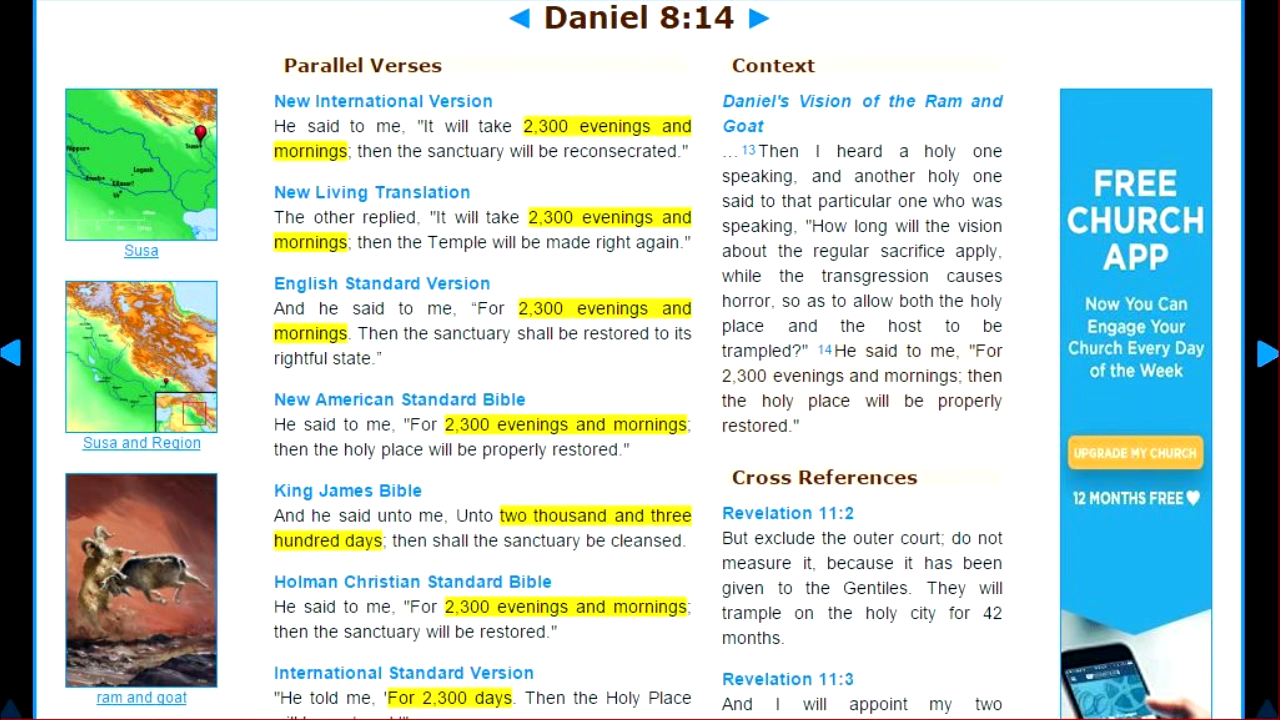 Daniel 8:14
Susa
Susa and Region
ram and goat
Parallel Verses
New International Version
He said to me, "It will take 2,300 evenings and
mornings; then the sanctuary will be reconsecrated."
New Living Translation
The other replied, "It will take 2,300 evenings and
mornings; then the Temple will be made right again."
English Standard Version
And he said to me, “For 2,300 evenings and
mornings. Then the sanctuary shall be restored to its
rightful state.”
New American Standard Bible
He said to me, "For 2,300 evenings and mornings;
then the holy place will be properly restored."
King James Bible
And he said unto me, Unto two thousand and three
hundred days; then shall the sanctuary be cleansed.
Holman Christian Standard Bible
He said to me, "For 2,300 evenings and mornings;
then the sanctuary will be restored."
International Standard Version
"He told me, 'For 2,300 days. Then the Holy Place
Context
Daniel's Vision of the Ram and
Goat
…13Then I heard a holy one
speaking, and another holy one
said to that particular one who was
speaking, "How long will the vision
about the regular sacrifice apply,
while the transgression causes
horror, so as to allow both the holy
place and the host to be
trampled?" 14He said to me, "For
2,300 evenings and mornings; then
the holy place will be properly
restored."
Cross References
Revelation 11:2
But exclude the outer court; do not
measure it, because it has been
given to the Gentiles. They will
trample on the holy city for 42
months.
Revelation 11:3
And I will appoint my two
FREE
CHURCH
APP
Now You Can
Engage Your
Church Every Day
of the Week
UPGRADE MY CHURCH
12 MONTHS FREE